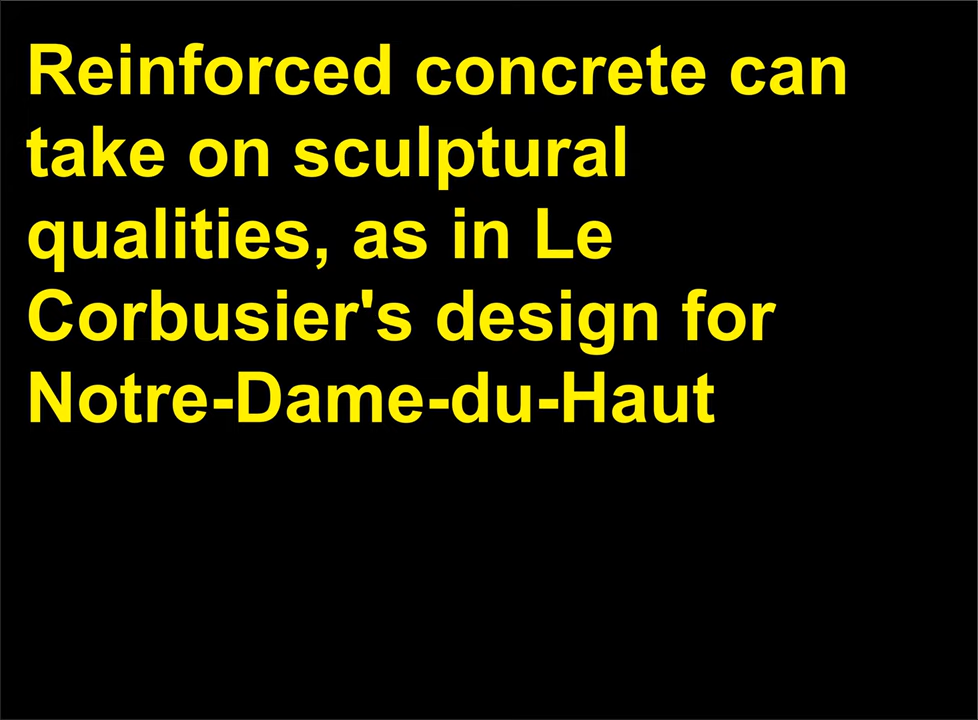 Reinforced concrete can
take on sculptural
qualities, as in Le
Corbusier's design for
Notre-Dame-du-Haut